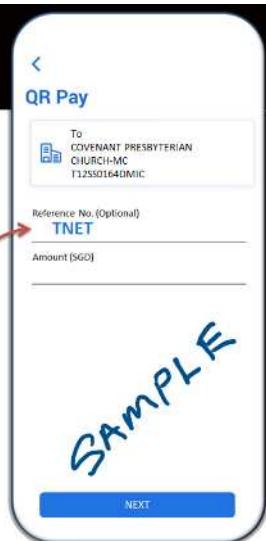 QR Pay
To
COVENANT PRESBYTERIAN
CHURCH-MC
T12SS0164DMIC
Reference No. (Optional)
TNET
Amount (SGD)
SAMPLE
NEXT